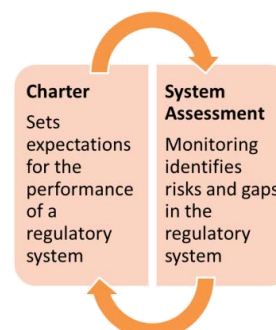 Charter
Sets
expectations
for the
performance
of a
regulatory
system
System
Assessment
Monitoring
identifies
risks and gaps
in the
regulatory
system